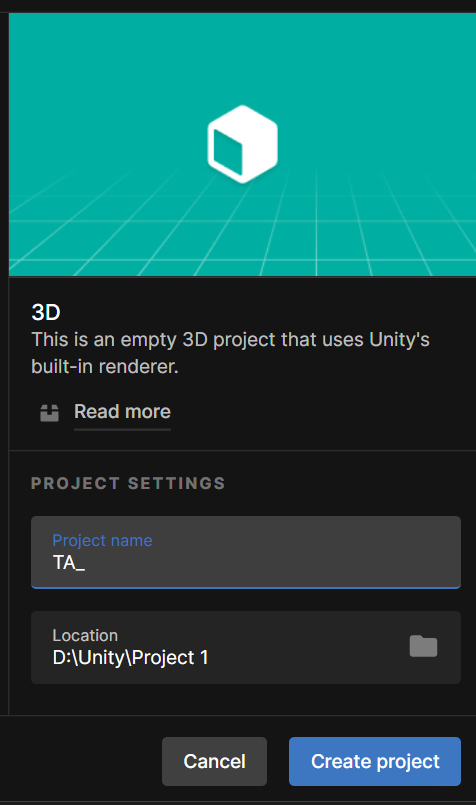 3D
This is an empty 3D project that uses Unity's
built-in renderer.
Read more
PROJECT SETTINGS
Project name
TA_
Location
D:\Unity\Project 1
Cancel
Create project